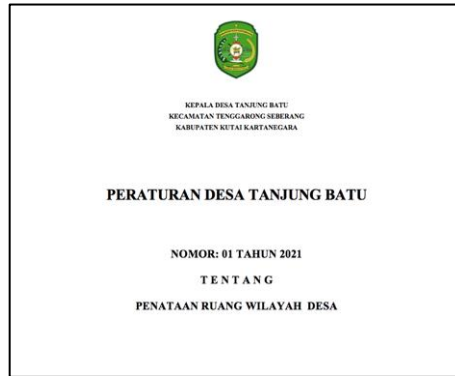 KEPALA DESA TANJUNG BATU
KECAMATAN TENGGARONG SEBERANG
KABUPATEN KUTAI KARTANEGARA
PERATURAN DESA TANJUNG BATU
NOMOR: 01 TAHUN 2021
T E N T A N G
PENATAAN RUANG WILAYAH DESA